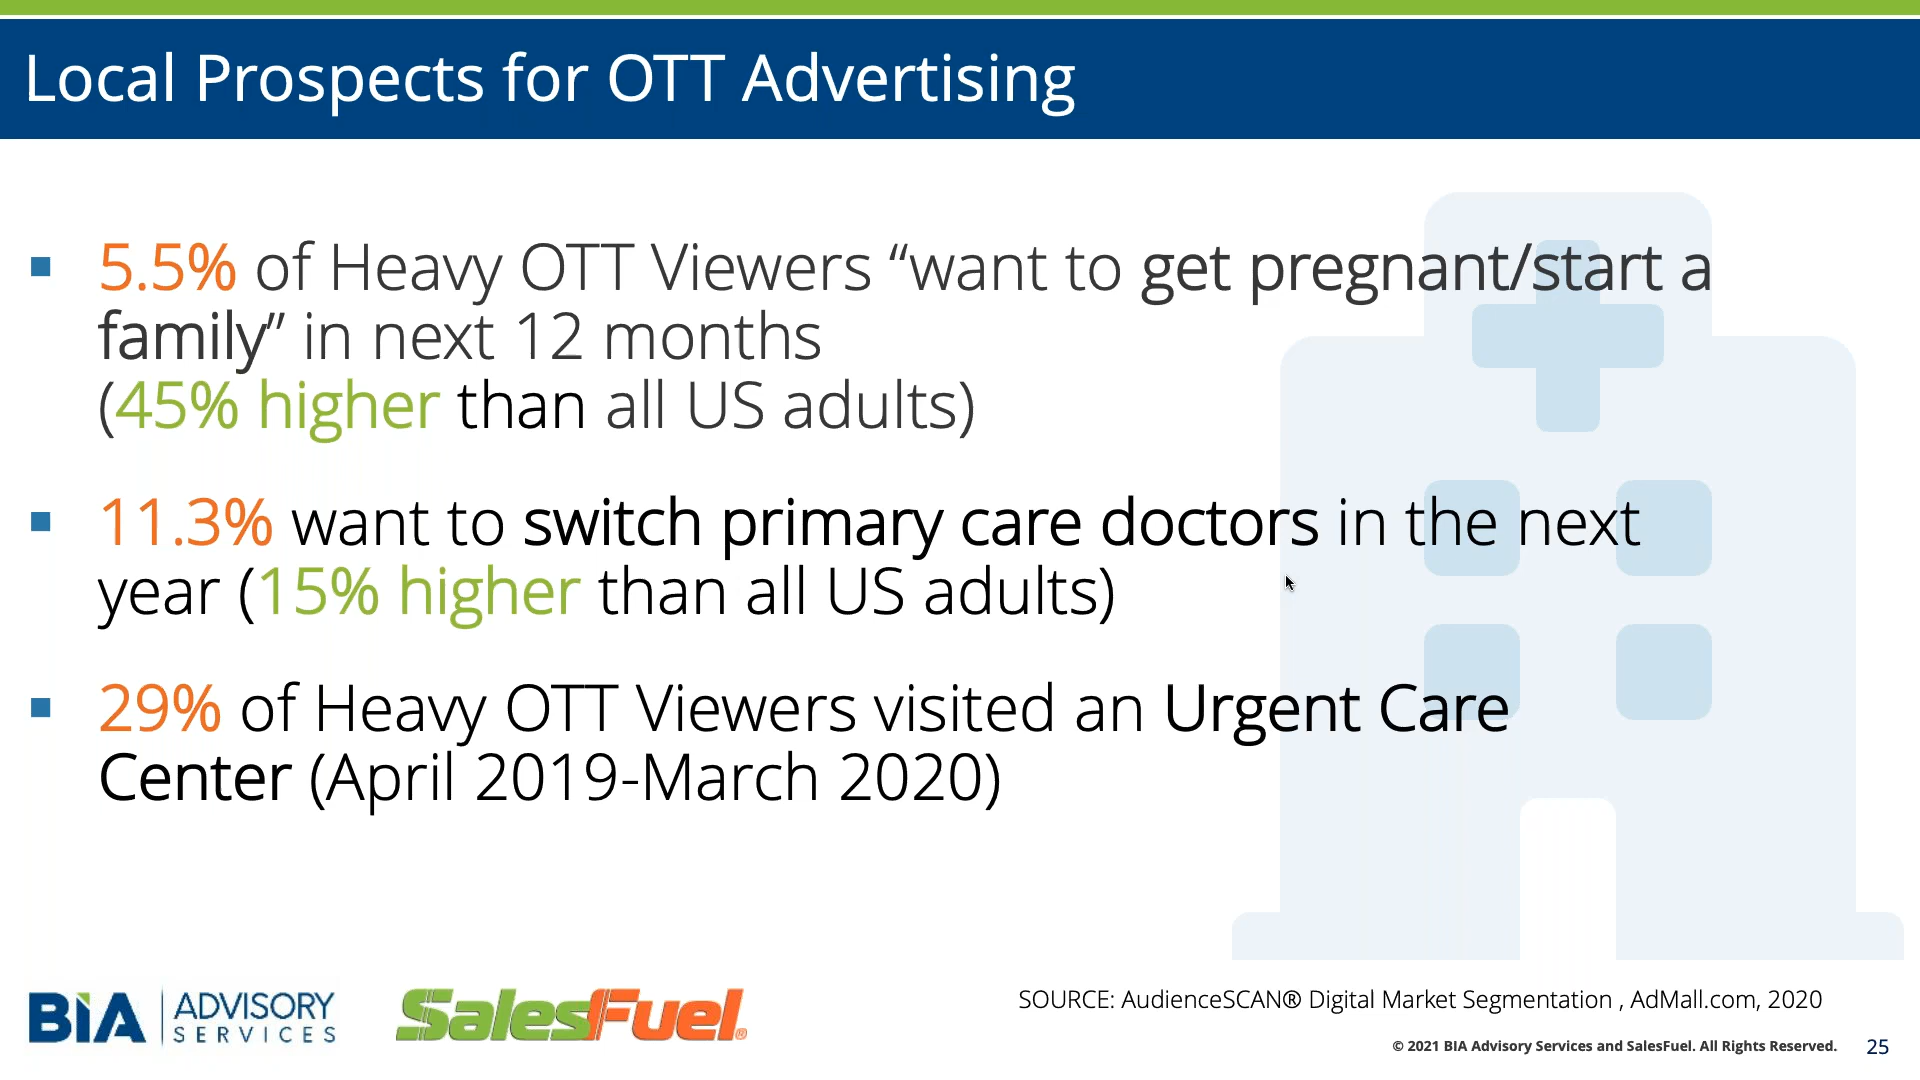 Local Prospects for OTT Advertising
5.5% of Heavy OTT Viewers “want to get pregnant/start a
family” in next 12 months
(45% higher than all US adults)
11.3% want to switch primary care doctors in the next
year (15% higher than all US adults)
29% of Heavy OTT Viewers visited an Urgent Care
Center (April 2019-March 2020)
BiA ADVISORY
SERVICES
SalesFuel®
SOURCE: AudienceSCAN® Digital Market Segmentation , AdMall.com, 2020
© 2021 BIA Advisory Services and SalesFuel. All Rights Reserved. 25